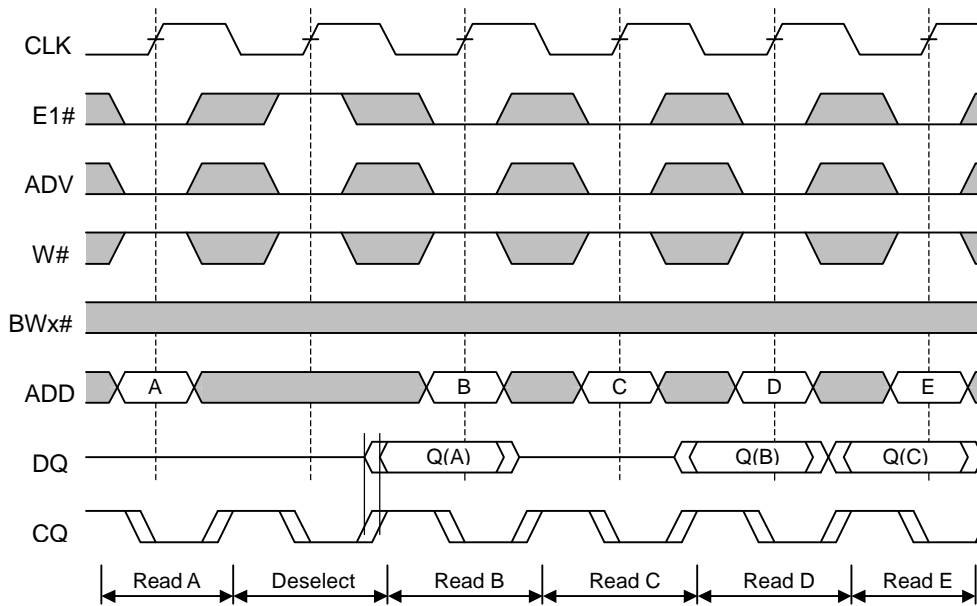 CLK
E1#
ADV
W#
BWx#
ADD A B C D E
DQ Q(A) Q(B) Q(C)
CQ
Read A Deselect Read B Read C Read D Read E